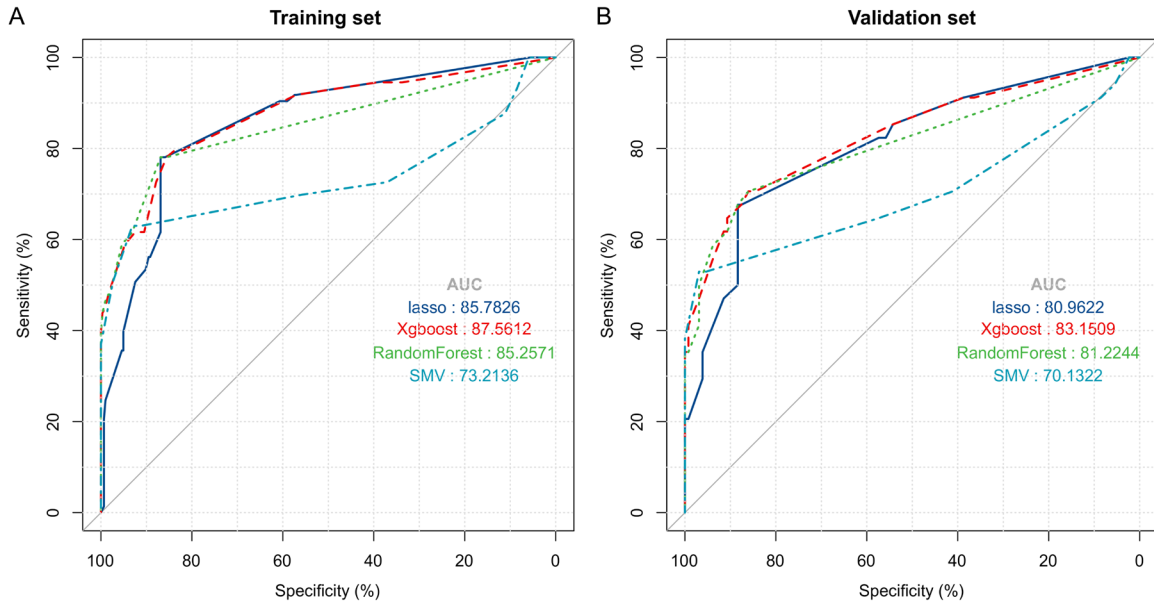 A
Training set
Sensitivity (%)
100
80
60
40
20
0
AUC
lasso : 85.7826
Xgboost : 87.5612
RandomForest : 85.2571
SMV : 73.2136
100
80
60
40
20
0
Specificity (%)
B
Validation set
Sensitivity (%)
100
80
60
40
20
0
AUC
lasso : 80.9622
Xgboost : 83.1509
RandomForest : 81.2244
SMV : 70.1322
100
80
60
40
20
0
Specificity (%)